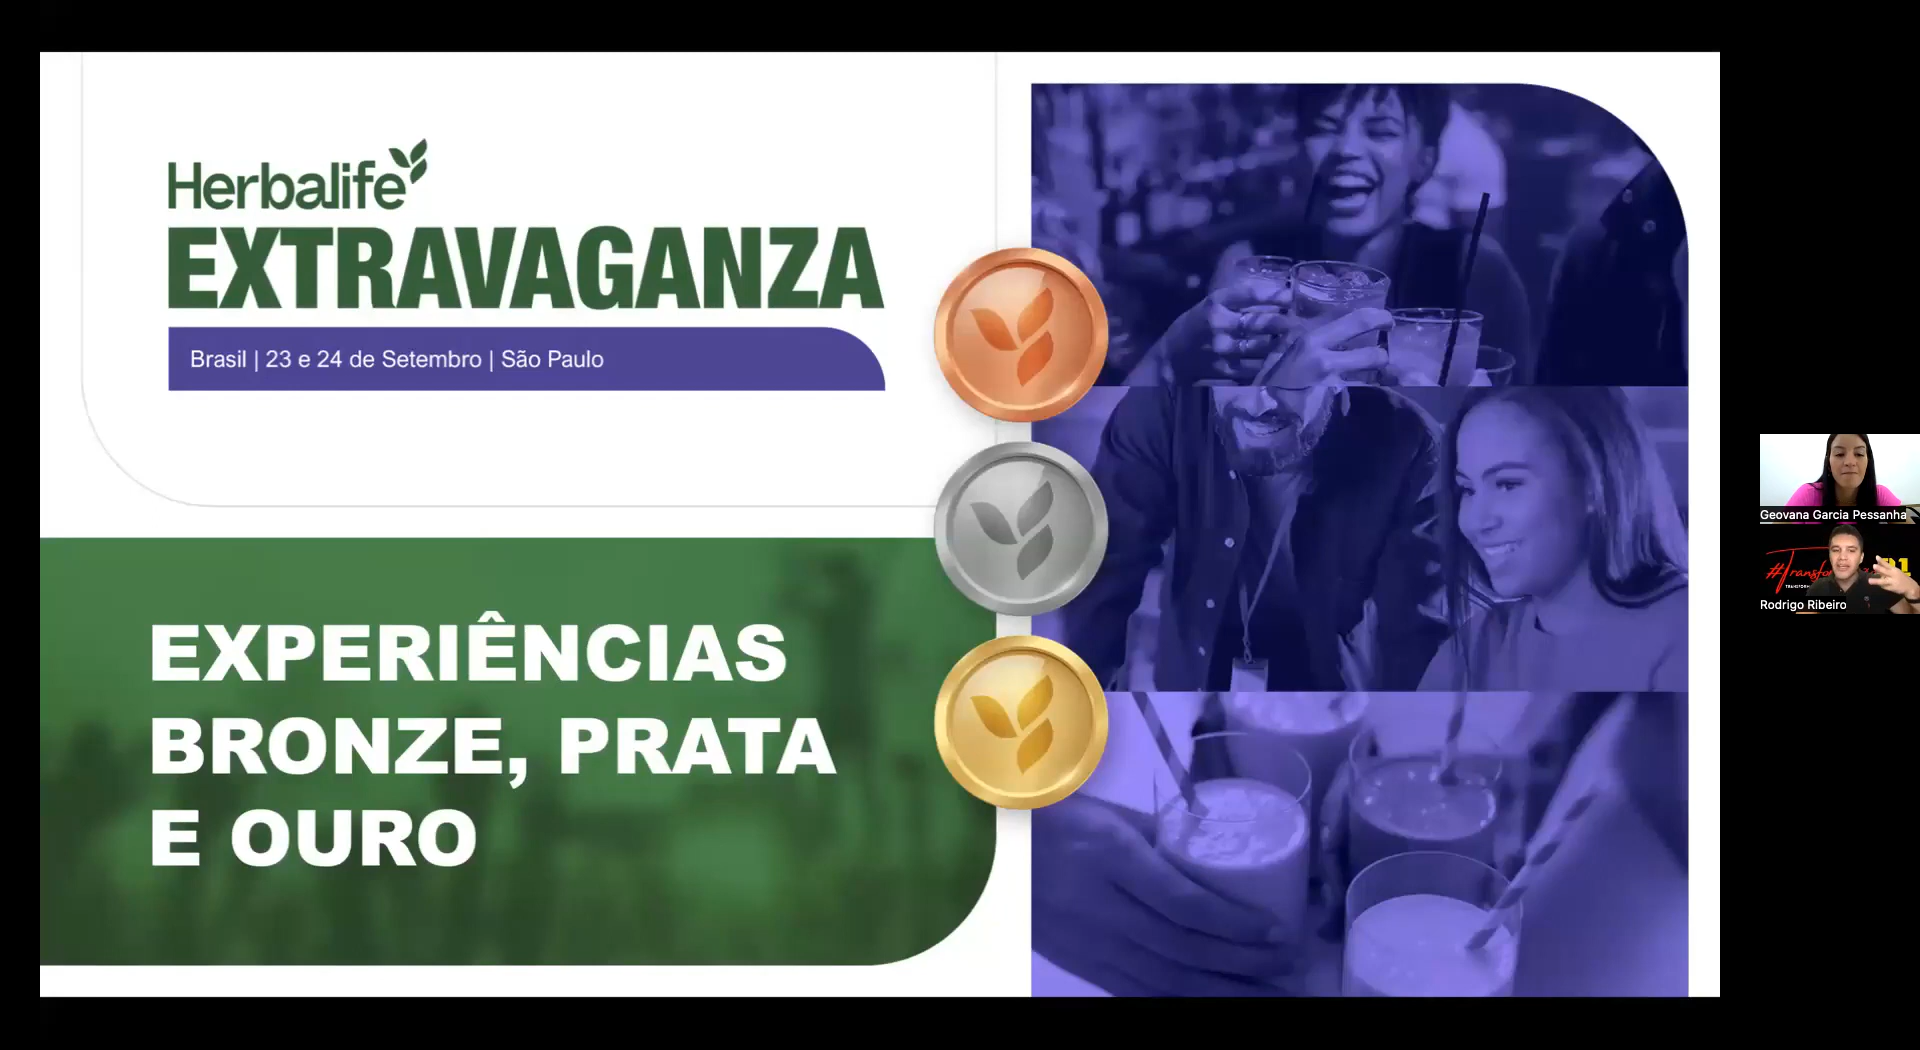 Herbalife
EXTRAVAGANZA
Brasil | 23 e 24 de Setembro | São Paulo
EXPERIÊNCIAS
BRONZE, PRATA
E OURO
Geovana Garcia Pessanha
Rodrigo Ribeiro